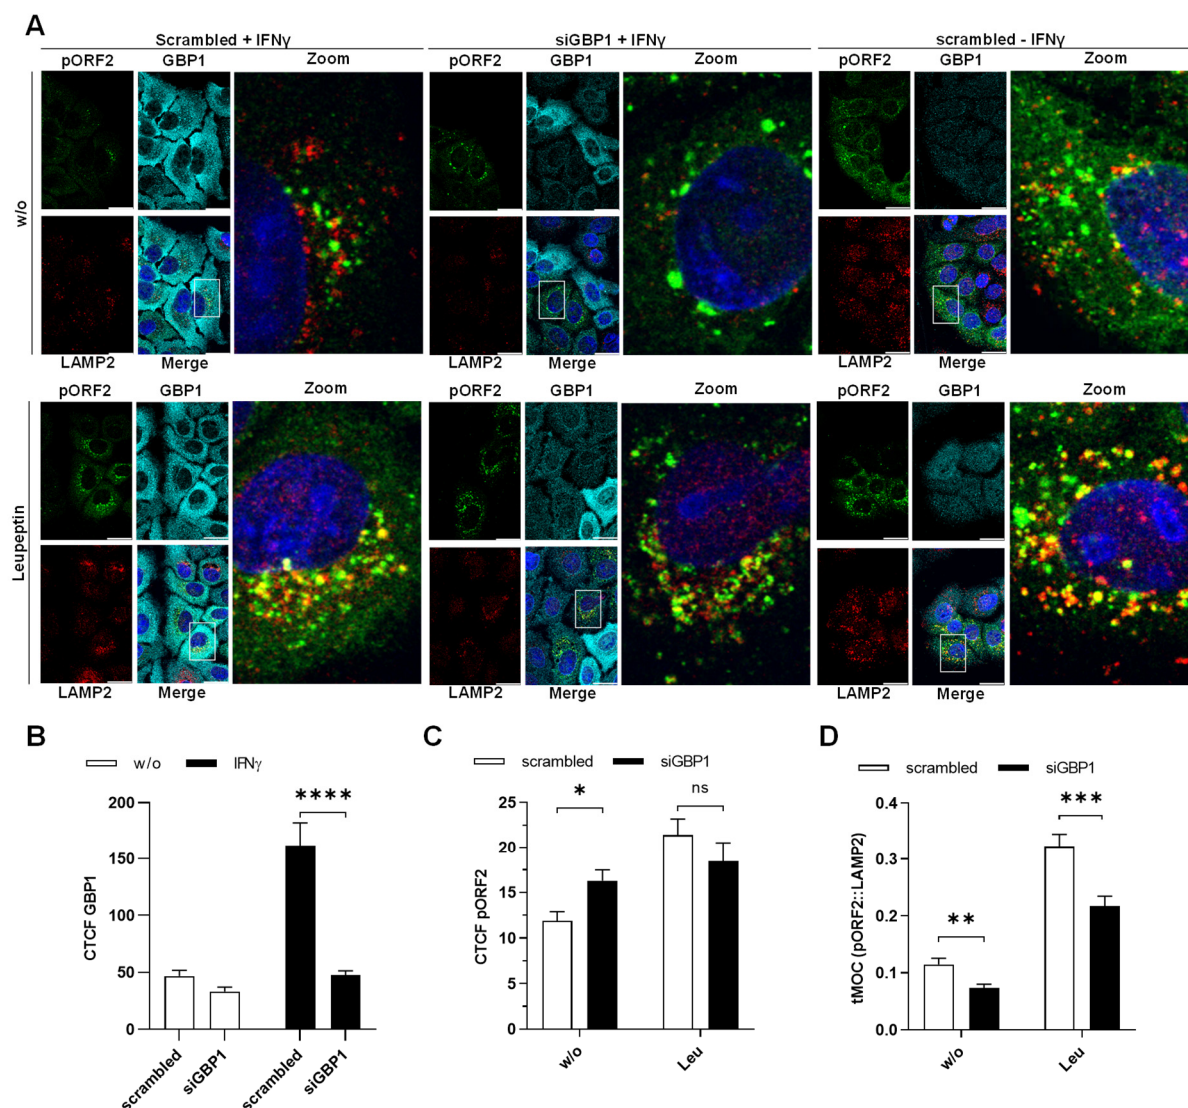 A
Scrambled + IFNγ siGBP1 + IFNγ scrambled - IFNγ
pORF2 GBP1 Zoom pORF2 GBP1 Zoom pORF2 GBP1 Zoom
w/o
LAMP2 Merge LAMP2 Merge LAMP2 Merge
pORF2 GBP1 Zoom pORF2 GBP1 Zoom pORF2 GBP1 Zoom
Leupeptin
LAMP2 Merge LAMP2 Merge LAMP2 Merge
B
w/o IFNγ
CTCF GBP1
200
150
100
50
0
****
scrambled siGBP1 scrambled siGBP1
C
scrambled siGBP1
CTCF pORF2
25
20
15
10
5
0
* ns
w/o Leu
D
scrambled siGBP1
tMOC (pORF2::LAMP2)
0.4
0.3
0.2
0.1
0.0
** ***
w/o Leu